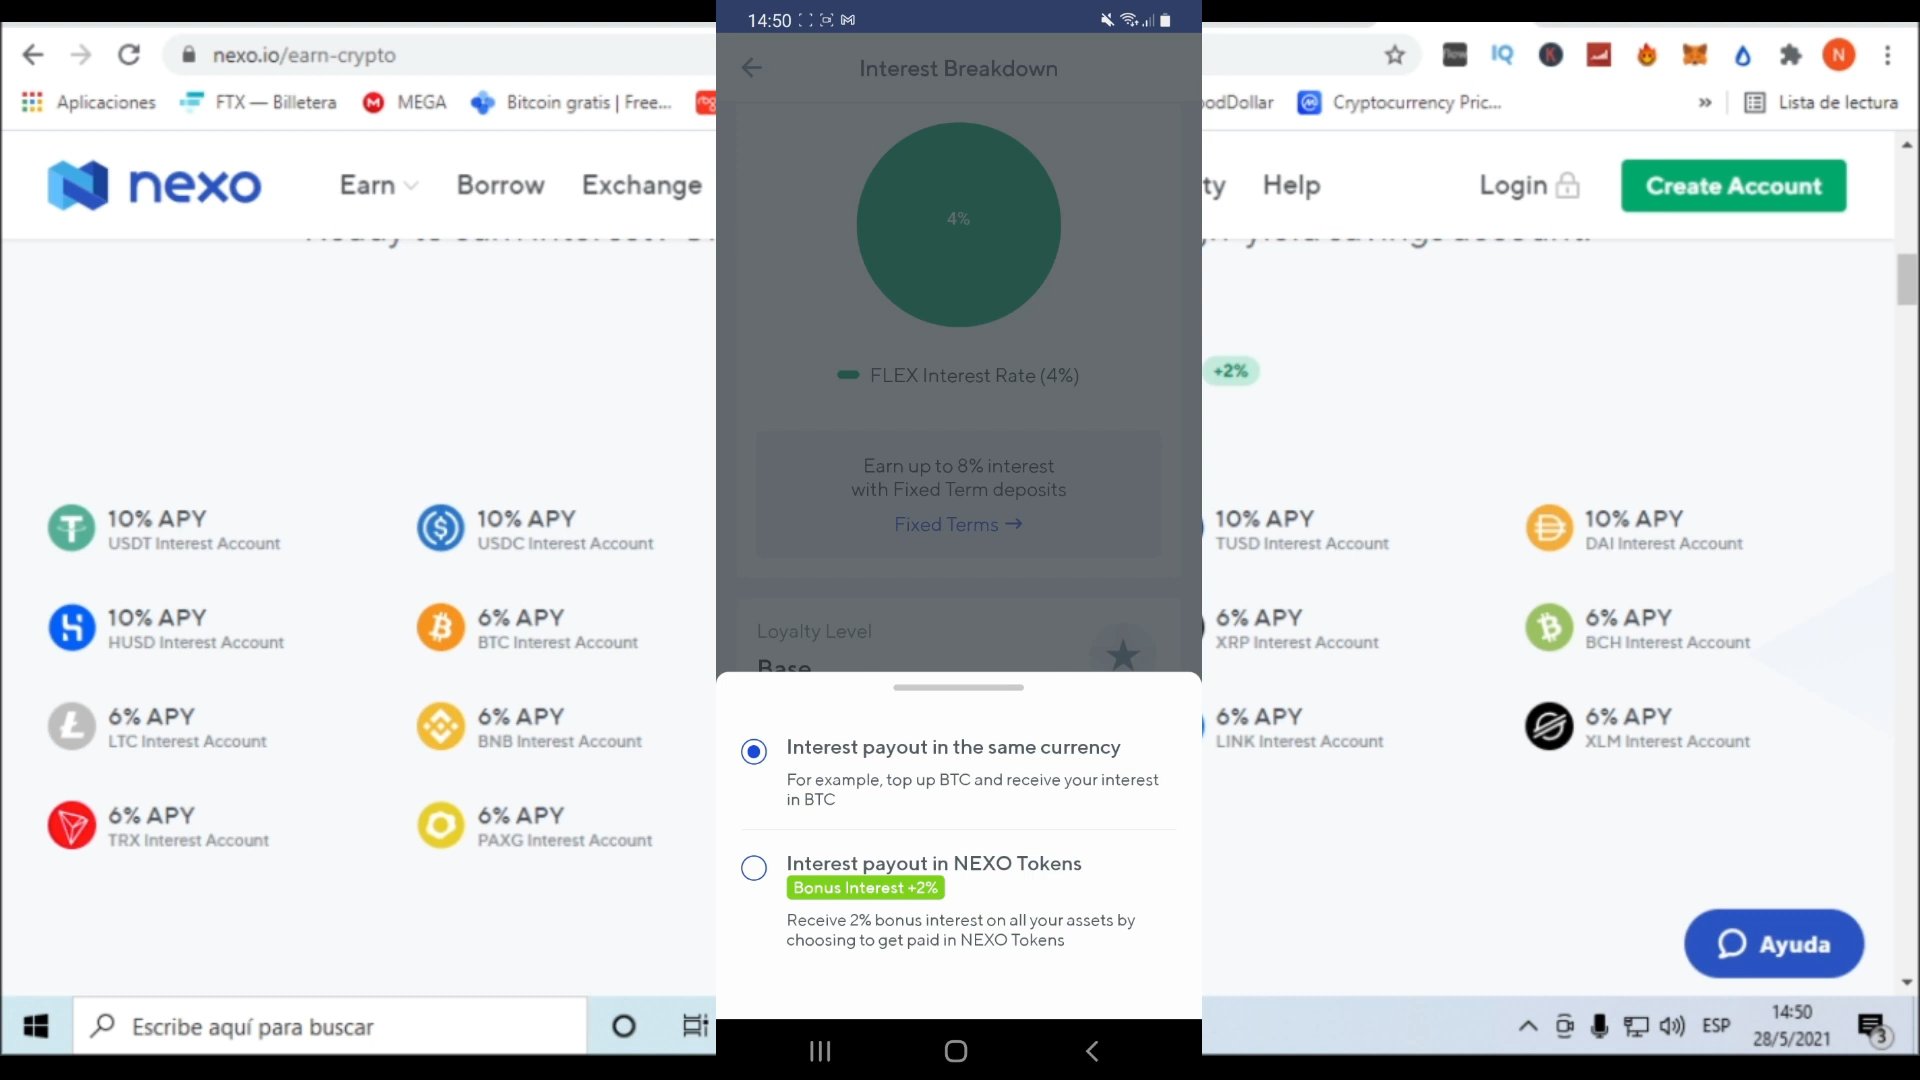 nexo.io/earn-crypto
Aplicaciones
FTX — Billetera
MEGA
Bitcoin gratis | Free...
Cryptocurrency Pric...
»
Lista de lectura
IQ
N
nexo
Earn
Borrow
Exchange
Help
Login
Create Account
+2%
10% APY
USDT Interest Account
10% APY
USDC Interest Account
10% APY
TUSD Interest Account
10% APY
DAI Interest Account
10% APY
HUSD Interest Account
6% APY
BTC Interest Account
6% APY
XRP Interest Account
6% APY
BCH Interest Account
6% APY
LTC Interest Account
6% APY
BNB Interest Account
6% APY
LINK Interest Account
6% APY
XLM Interest Account
6% APY
TRX Interest Account
6% APY
PAXG Interest Account
Ayuda
Escribe aquí para buscar
ESP
14:50
28/5/2021
3
14:50
Interest Breakdown
4%
FLEX Interest Rate (4%)
Earn up to 8% interest
with Fixed Term deposits
Fixed Terms →
Loyalty Level
Base
Interest payout in the same currency
For example, top up BTC and receive your interest
in BTC
Interest payout in NEXO Tokens
Bonus Interest +2%
Receive 2% bonus interest on all your assets by
choosing to get paid in NEXO Tokens